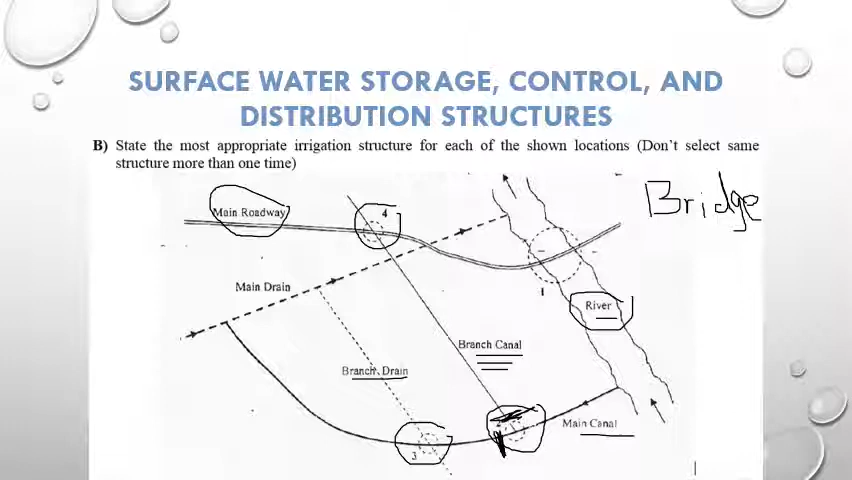 SURFACE WATER STORAGE, CONTROL, AND
DISTRIBUTION STRUCTURES
B) State the most appropriate irrigation structure for each of the shown locations (Don't select same
structure more than one time)
Bridge
Main Roadway
4
Main Drain
1
River
Branch Canal
Branch Drain
2
Main Canal
3